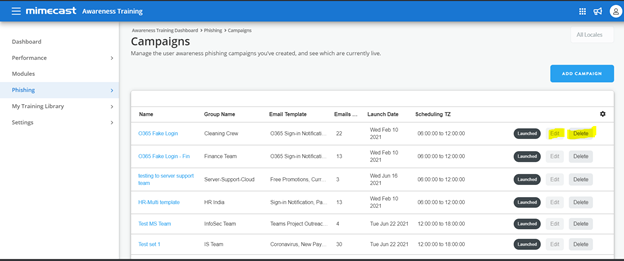 mimecast Awareness Training
Awareness Training Dashboard > Phishing > Campaigns
Campaigns
Manage the user awareness phishing campaigns you've created, and see which are currently live.
All Locales
ADD CAMPAIGN
Dashboard
Performance
Modules
Phishing
My Training Library
Settings
Name Group Name Email Template Emails ... Launch Date Scheduling TZ
O365 Fake Login Cleaning Crew O365 Sign-in Notificati... 22 Wed Feb 10 2021 06:00:00 to 12:00:00 Launched Edit Delete
O365 Fake Login - Fin Finance Team O365 Sign-in Notificati... 13 Wed Feb 10 2021 06:00:00 to 12:00:00 Launched Edit Delete
testing to server support team Server-Support-Cloud Free Promotions, Curr... 3 Wed Jun 16 2021 06:00:00 to 12:00:00 Launched Edit Delete
HR-Multi template HR India Sign-in Notification, Pa... 13 Wed Feb 10 2021 06:00:00 to 12:00:00 Launched Edit Delete
Test MS Team InfoSec Team Teams Project Outreac... 4 Tue Jun 22 2021 12:00:00 to 18:00:00 Launched Edit Delete
Test set 1 IS Team Coronavirus, New Pay... 30 Tue Jun 22 2021 12:00:00 to 18:00:00 Launched Edit Delete